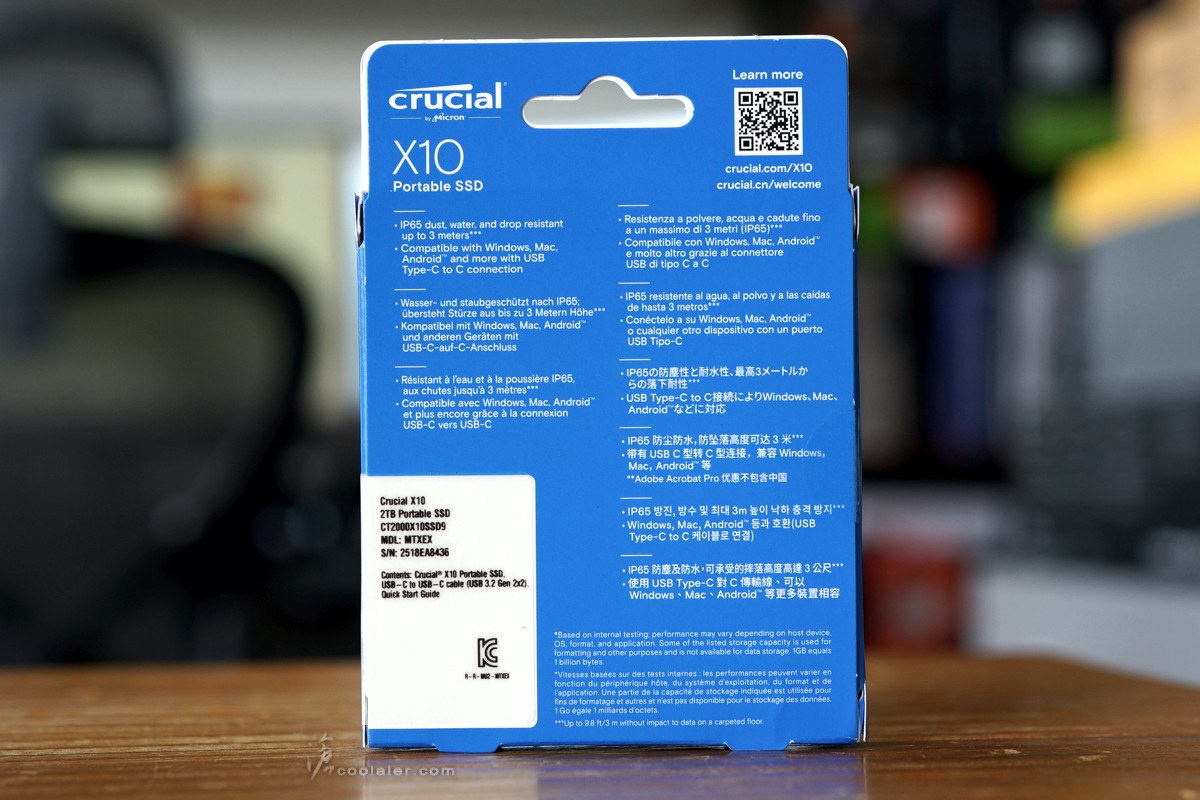 crucial®
by Micron
X10
Portable SSD
Learn more
crucial.com/X10
crucial.cn/welcome
• IP65 dust, water, and drop resistant
up to 3 meters***
• Compatible with Windows, Mac,
Android™ and more with USB
Type-C to C connection
• Wasser- und staubgeschützt nach IP65;
übersteht Stürze aus bis zu 3 Metern Höhe***
• Kompatibel mit Windows, Mac, Android™
und anderen Geräten mit
USB-C-auf-C-Anschluss
• Résistant à l'eau et à la poussière IP65,
aux chutes jusqu'à 3 mètres***
• Compatible avec Windows, Mac, Android™
et plus encore grâce à la connexion
USB-C vers USB-C
• Resistenza a polvere, acqua e cadute fino
a un massimo di 3 metri (IP65)***
• Compatibile con Windows, Mac, Android™
e molto altro grazie al connettore
USB di tipo C a C
• IP65 resistente al agua, al polvo y a las caídas
de hasta 3 metros***
• Conéctelo a su Windows, Mac, Android™
o cualquier otro dispositivo con un puerto
USB Tipo-C
• IP65の防塵性と耐水性、最高3メートルか
らの落下耐性***
• USB Type-C to C接続によりWindows、Mac、
Android™などに対応
• IP65 防尘防水，防坠落高度可达 3 米***
• 带有 USB C 型转 C 型连接，兼容 Windows，
Mac，Android™ 等
**Adobe Acrobat Pro 优惠不包含中国
• IP65 방진, 방수 및 최대 3m 높이 낙하 충격 방지***
• Windows, Mac, Android™ 등과 호환(USB
Type-C to C 케이블로 연결)
• IP65 防塵及防水，可承受的摔落高度高達 3 公尺***
• 使用 USB Type-C 對 C 傳輸線、可以
Windows、Mac、Android™ 等更多裝置相容
Crucial X10
2TB Portable SSD
CT2000X10SSD9
MDL: MTXEX
S/N: 2518EA8436
Contents: Crucial® X10 Portable SSD,
USB-C to USB-C cable (USB 3.2 Gen 2x2),
Quick Start Guide
R-R-MU2-MTXEX
*Based on internal testing; performance may vary depending on host device,
OS, format, and application. Some of the listed storage capacity is used for
formatting and other purposes and is not available for data storage. 1GB equals
1 billion bytes.
*Vitesses basées sur des tests internes : les performances peuvent varier en
fonction du périphérique hôte, du système d'exploitation, du format et de
l'application. Une partie de la capacité de stockage indiquée est utilisée pour
fins de formatage et autres et n'est pas disponible pour le stockage des données.
1 Go égale 1 milliards d'octets.
***Up to 9.8 ft/3 m without impact to data on a carpeted floor.
coolaler.com